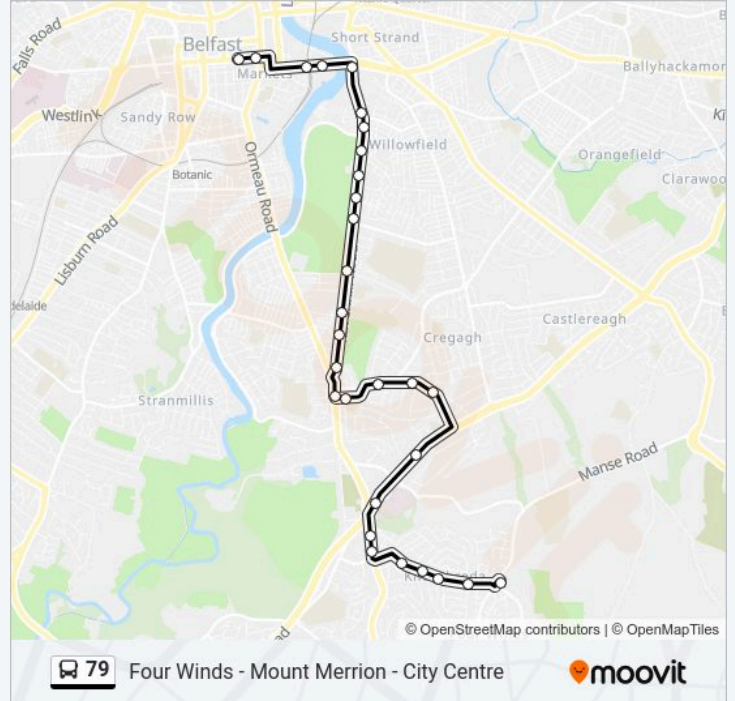 Falls Road
Belfast
Short Strand
Markets
Ballyhackamor
Westlink
Sandy Row
Willowfield
Ormeau Road
Botanic
Orangefield
Clarawoo
Lisburn Road
delaide
Castlereagh
Cregagh
Stranmillis
Manse Road
© OpenStreetMap contributors | © OpenMapTiles
79 Four Winds - Mount Merrion - City Centre
moovit